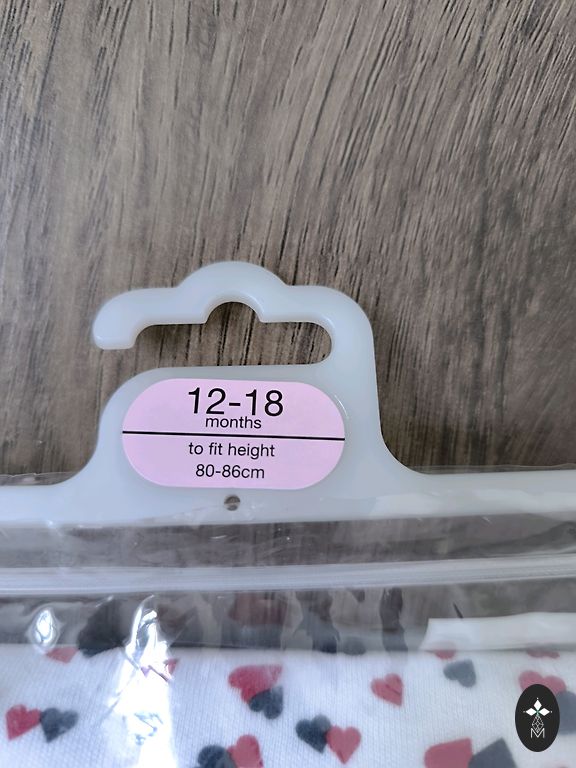 12-18
months
to fit height
80-86cm
M